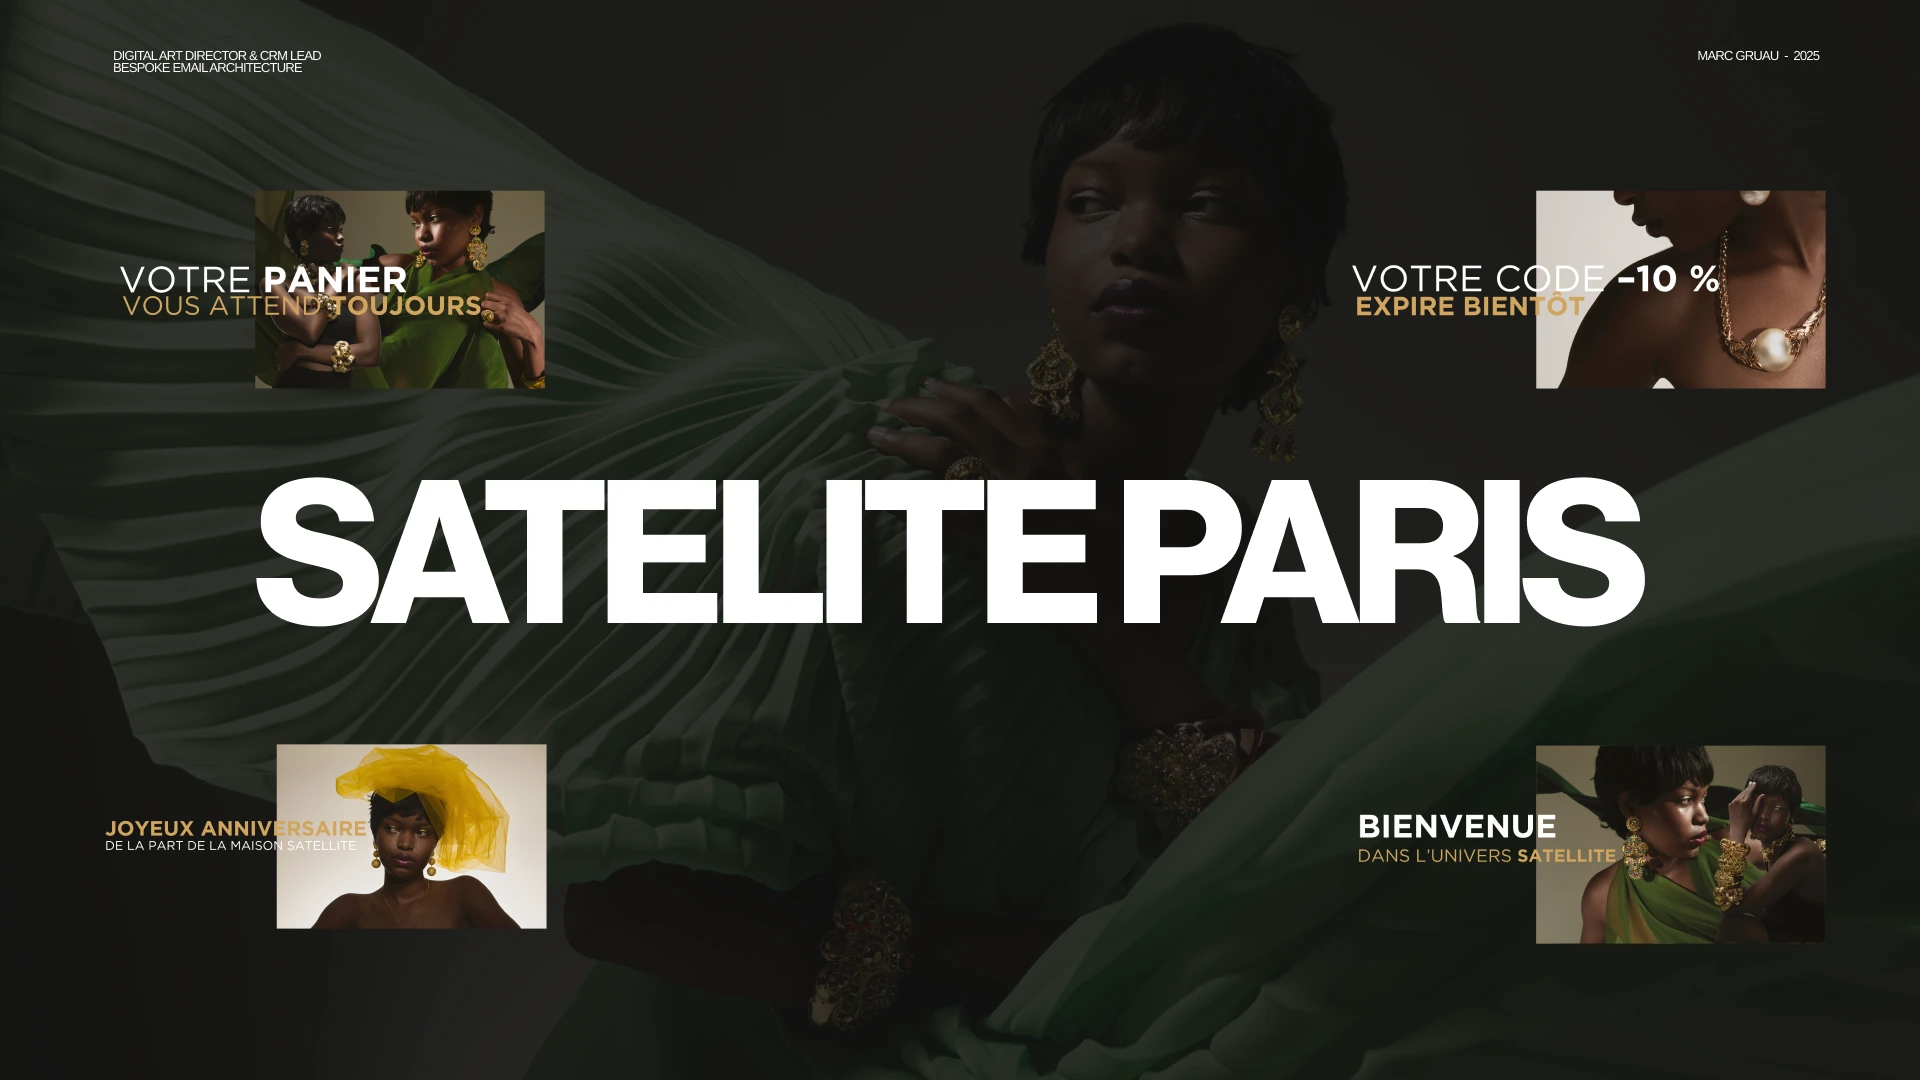 DIGITAL ART DIRECTOR & CRM LEAD
BESPOKE EMAIL ARCHITECTURE
MARC GRUAU - 2025
VOTRE PANIER
VOUS ATTEND TOUJOURS
VOTRE CODE -10 %
EXPIRE BIENTÔT
SATELITE PARIS
JOYEUX ANNIVERSAIRE
DE LA PART DE LA MAISON SATELLITE
BIENVENUE
DANS L'UNIVERS SATELLITE